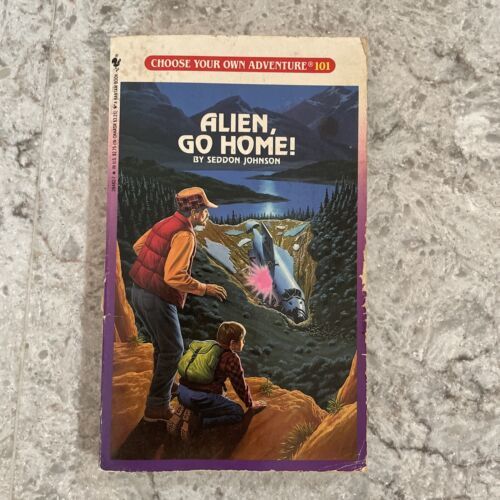 CHOOSE YOUR OWN ADVENTURE® 101
ALIEN,
GO HOME!
BY SEDDON JOHNSON